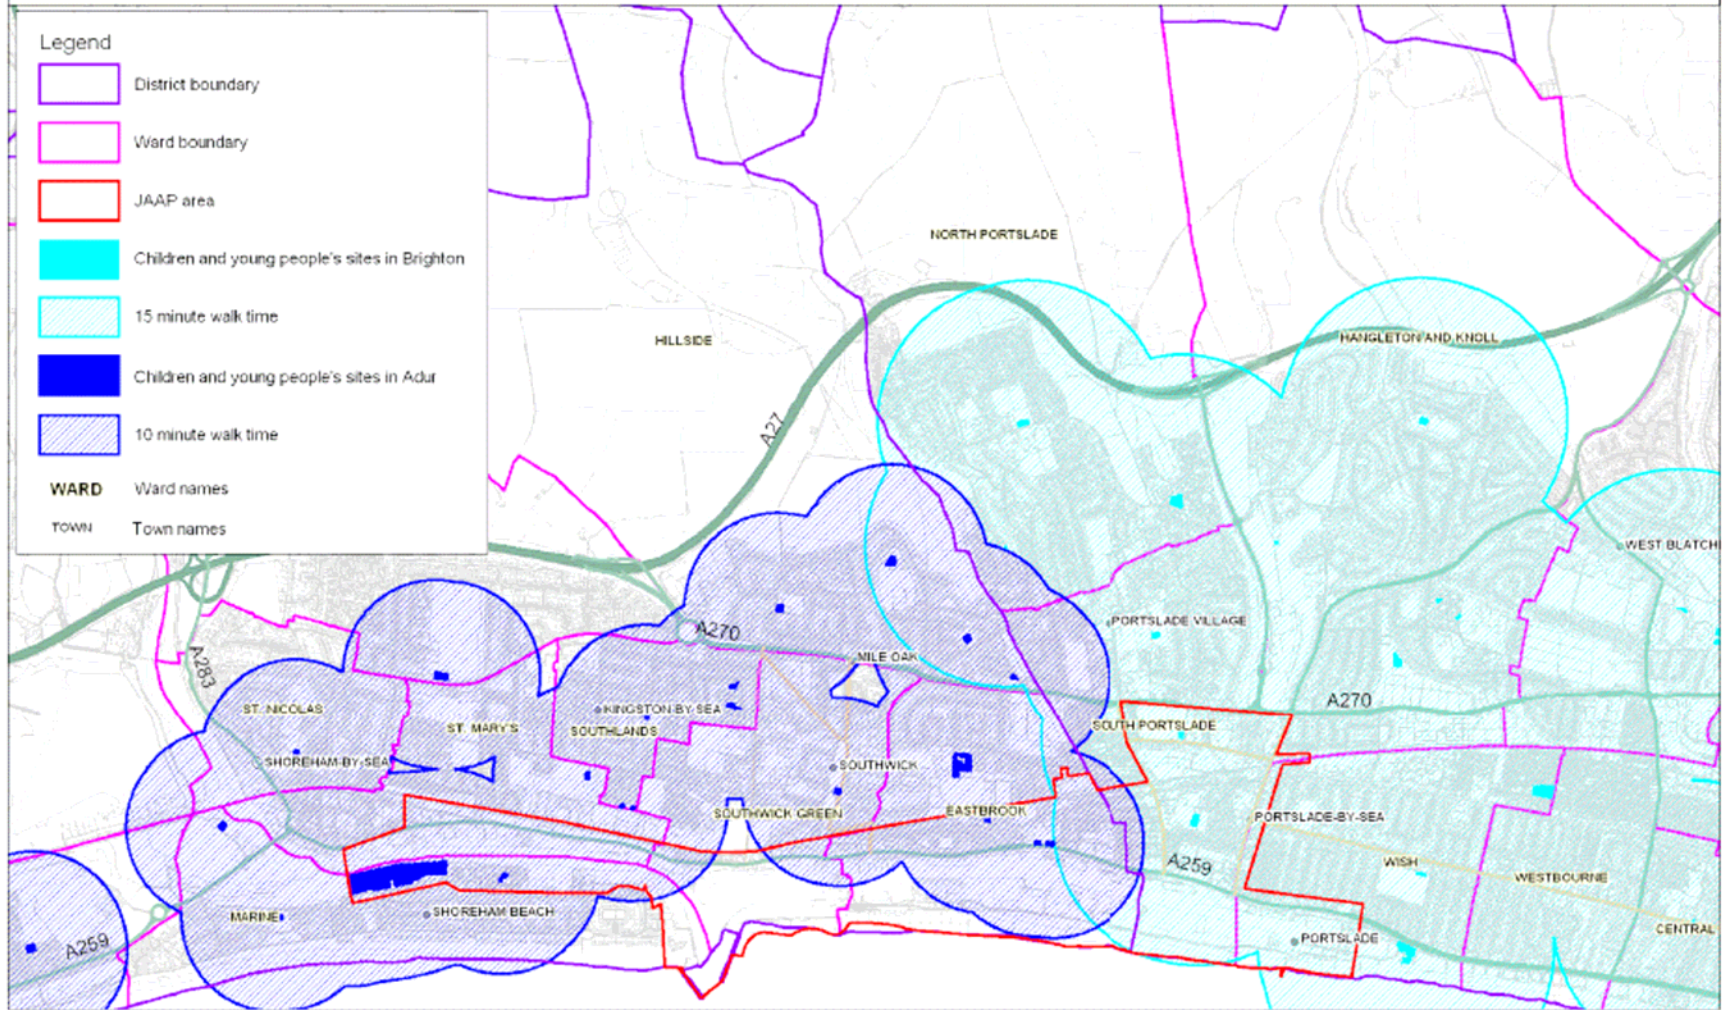 Legend
District boundary
Ward boundary
JAAP area
Children and young people's sites in Brighton
15 minute walk time
Children and young people's sites in Adur
10 minute walk time
WARD Ward names
TOWN Town names
NORTH PORTSLADE
HILLSIDE
HANGLETON AND KNOLL
A27
WEST BLATCHI
PORTSLADE VILLAGE
A270
MILE OAK
A283
A270
ST. NICOLAS
KINGSTON-BY-SEA
ST. MARY'S
SOUTHLANDS
SOUTH PORTSLADE
SHOREHAM-BY-SEA
SOUTHWICK
SOUTHWICK GREEN
EASTBROOK
PORTSLADE-BY-SEA
A259
WISH
WESTBOURNE
MARINE
SHOREHAM BEACH
CENTRAL
A259
PORTSLADE